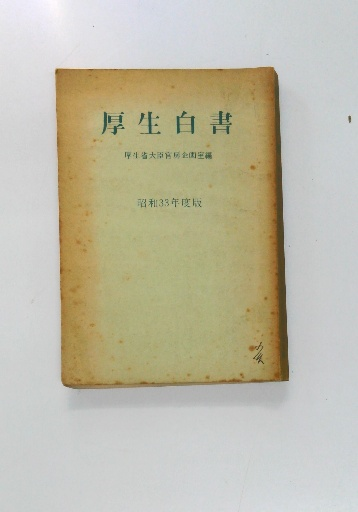 厚生白書
厚生省大臣官房企画室編
昭和33年度版